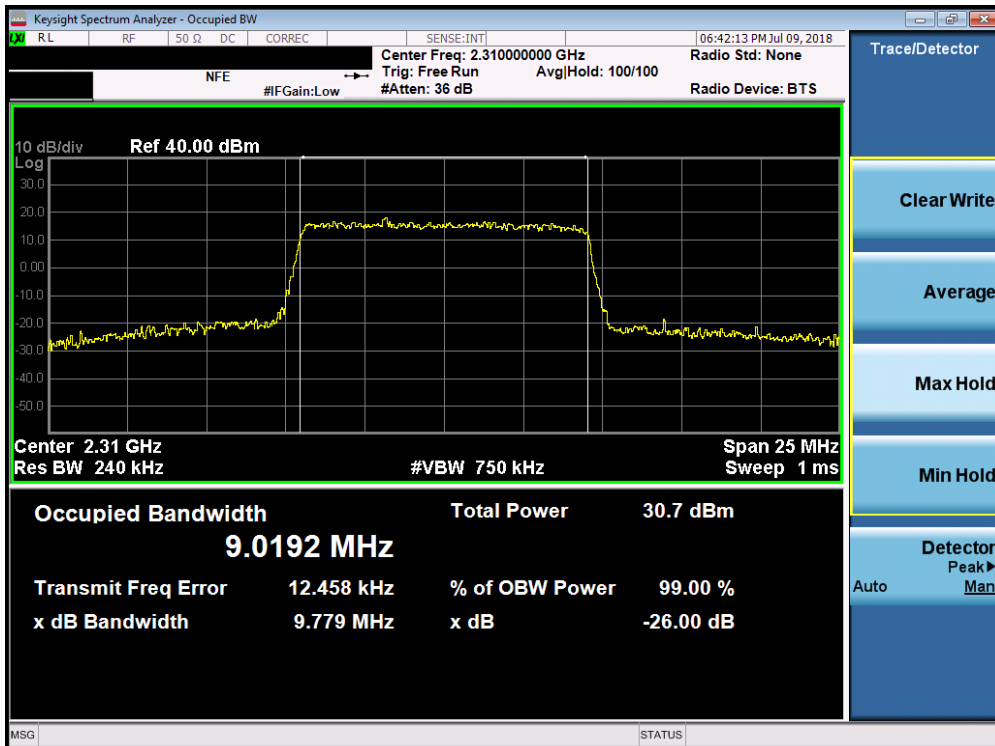 Keysight Spectrum Analyzer - Occupied BW
LXI RL RF 50 Ω DC CORREC SENSE:INT 06:42:13 PM Jul 09, 2018
Center Freq: 2.310000000 GHz Radio Std: None
NFE Trig: Free Run Avg|Hold: 100/100
#IFGain:Low #Atten: 36 dB Radio Device: BTS
Trace/Detector
10 dB/div Ref 40.00 dBm
Log
30.0
20.0
10.0
0.00
-10.0
-20.0
-30.0
-40.0
-50.0
Center 2.31 GHz Span 25 MHz
Res BW 240 kHz #VBW 750 kHz Sweep 1 ms
Clear Write
Average
Max Hold
Min Hold
Detector
Peak▶
Auto Man
Occupied Bandwidth Total Power 30.7 dBm
9.0192 MHz
Transmit Freq Error 12.458 kHz % of OBW Power 99.00 %
x dB Bandwidth 9.779 MHz x dB -26.00 dB
MSG STATUS